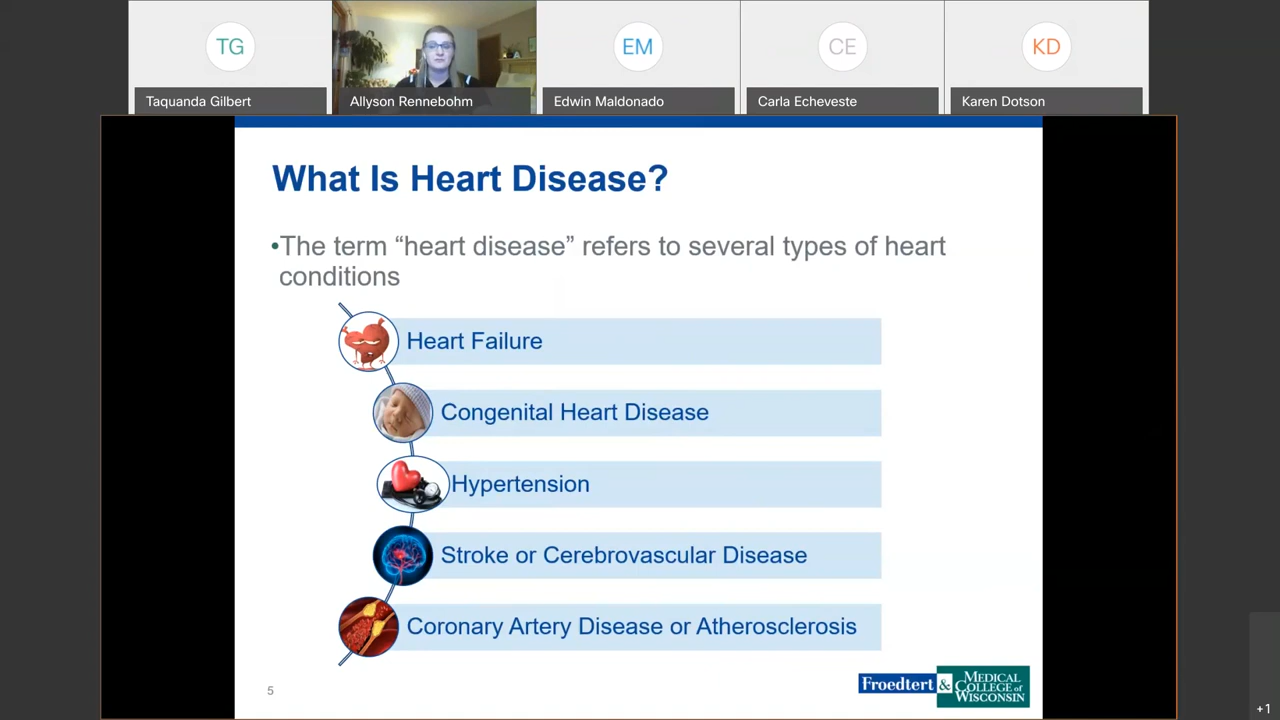 TG
EM
CE
KD
Taquanda Gilbert
Allyson Rennebohm
Edwin Maldonado
Carla Echeveste
Karen Dotson
What Is Heart Disease?
•The term “heart disease” refers to several types of heart
conditions
Heart Failure
Congenital Heart Disease
Hypertension
Stroke or Cerebrovascular Disease
Coronary Artery Disease or Atherosclerosis
5
Froedtert &
MEDICAL
COLLEGE of
WISCONSIN
+1